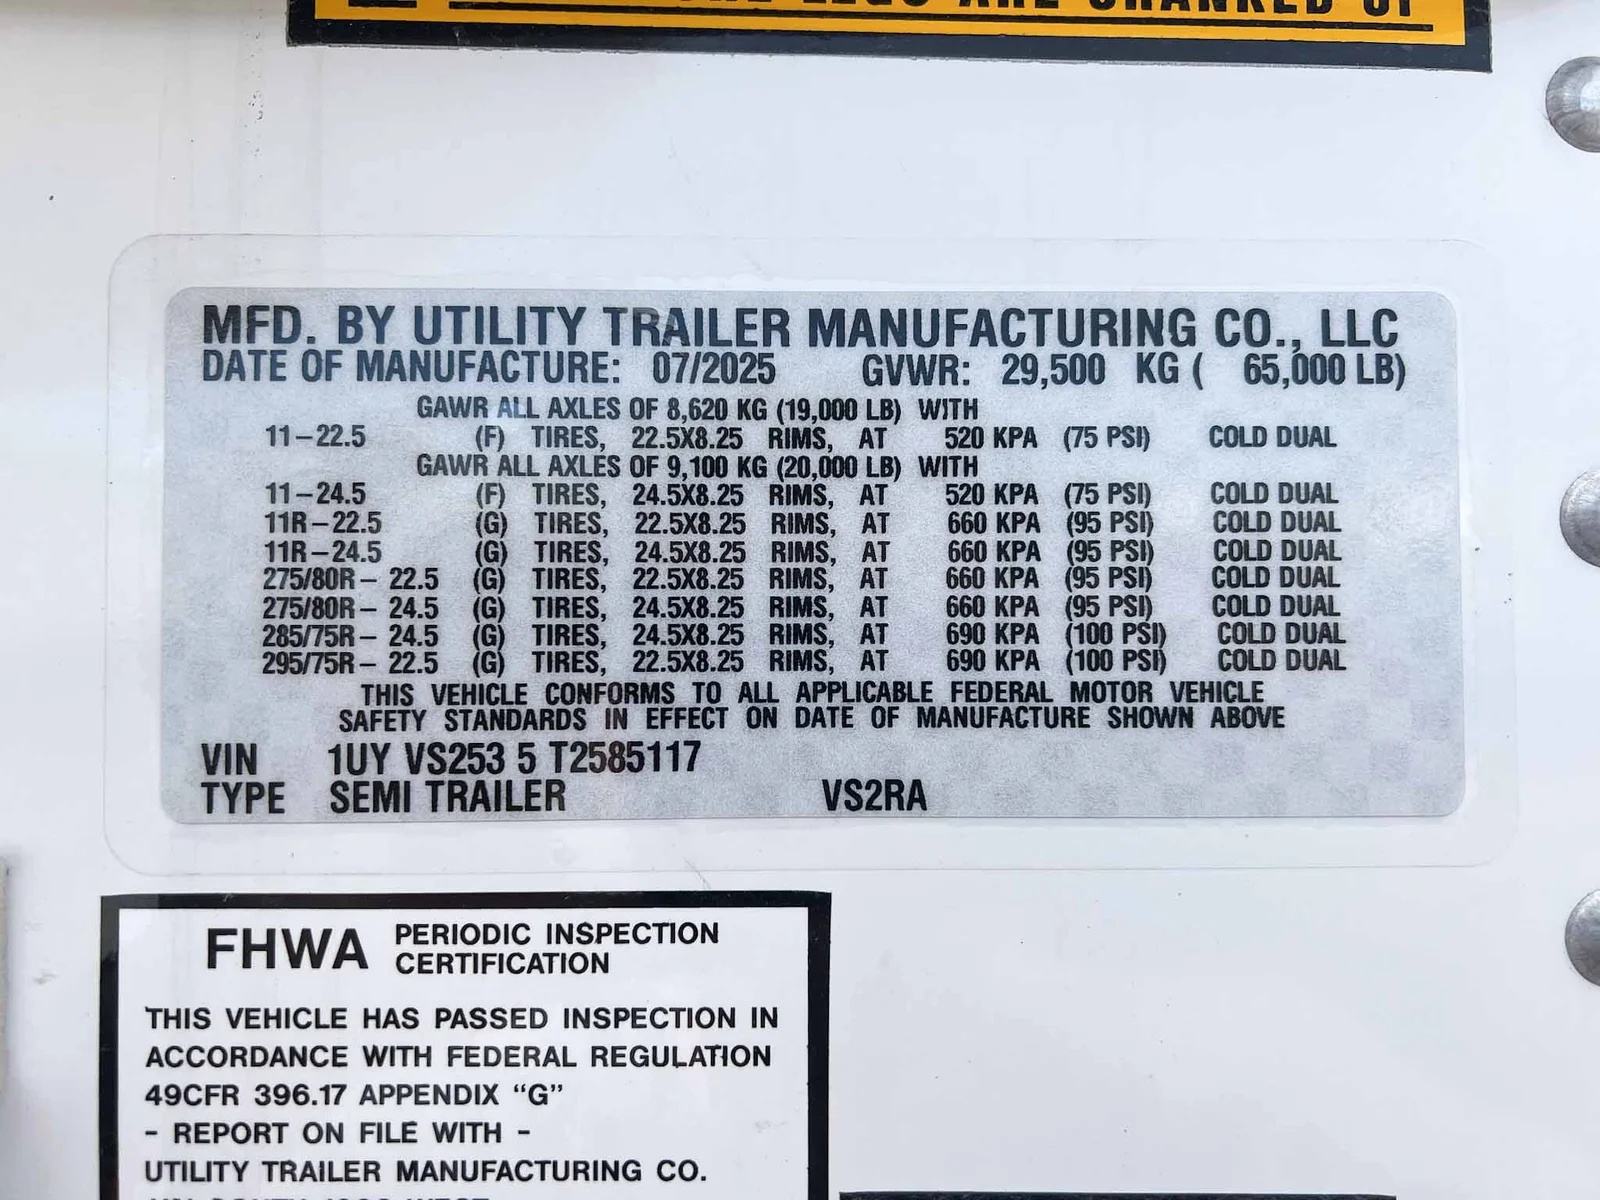 LEGS ARE CRANKED UP
MFD. BY UTILITY TRAILER MANUFACTURING CO., LLC
DATE OF MANUFACTURE: 07/2025 GVWR: 29,500 KG ( 65,000 LB)
GAWR ALL AXLES OF 8,620 KG (19,000 LB) WITH
11-22.5 (F) TIRES, 22.5X8.25 RIMS, AT 520 KPA (75 PSI) COLD DUAL
GAWR ALL AXLES OF 9,100 KG (20,000 LB) WITH
11-24.5 (F) TIRES, 24.5X8.25 RIMS, AT 520 KPA (75 PSI) COLD DUAL
11R-22.5 (G) TIRES, 22.5X8.25 RIMS, AT 660 KPA (95 PSI) COLD DUAL
11R-24.5 (G) TIRES, 24.5X8.25 RIMS, AT 660 KPA (95 PSI) COLD DUAL
275/80R- 22.5 (G) TIRES, 22.5X8.25 RIMS, AT 660 KPA (95 PSI) COLD DUAL
275/80R- 24.5 (G) TIRES, 24.5X8.25 RIMS, AT 660 KPA (95 PSI) COLD DUAL
285/75R- 24.5 (G) TIRES, 24.5X8.25 RIMS, AT 690 KPA (100 PSI) COLD DUAL
295/75R- 22.5 (G) TIRES, 22.5X8.25 RIMS, AT 690 KPA (100 PSI) COLD DUAL
THIS VEHICLE CONFORMS TO ALL APPLICABLE FEDERAL MOTOR VEHICLE
SAFETY STANDARDS IN EFFECT ON DATE OF MANUFACTURE SHOWN ABOVE
VIN 1UY VS253 5 T2585117
TYPE SEMI TRAILER VS2RA
FHWA PERIODIC INSPECTION
CERTIFICATION
THIS VEHICLE HAS PASSED INSPECTION IN
ACCORDANCE WITH FEDERAL REGULATION
49CFR 396.17 APPENDIX “G”
- REPORT ON FILE WITH -
UTILITY TRAILER MANUFACTURING CO.